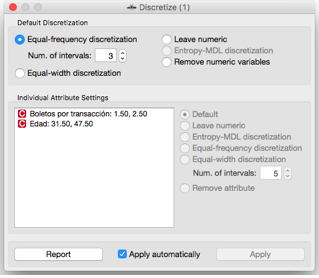 Discretize (1)
Default Discretization
Equal-frequency discretization
Num. of intervals: 3
Equal-width discretization
Leave numeric
Entropy-MDL discretization
Remove numeric variables
Individual Attribute Settings
C Boletos por transacción: 1.50, 2.50
C Edad: 31.50, 47.50
Default
Leave numeric
Entropy-MDL discretization
Equal-frequency discretization
Equal-width discretization
Num. of intervals: 5
Remove attribute
Report
Apply automatically
Apply